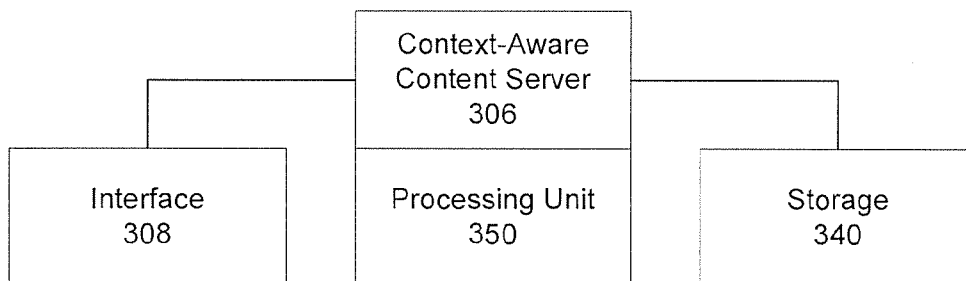 Context-Aware
Content Server
306
Interface
308
Processing Unit
350
Storage
340